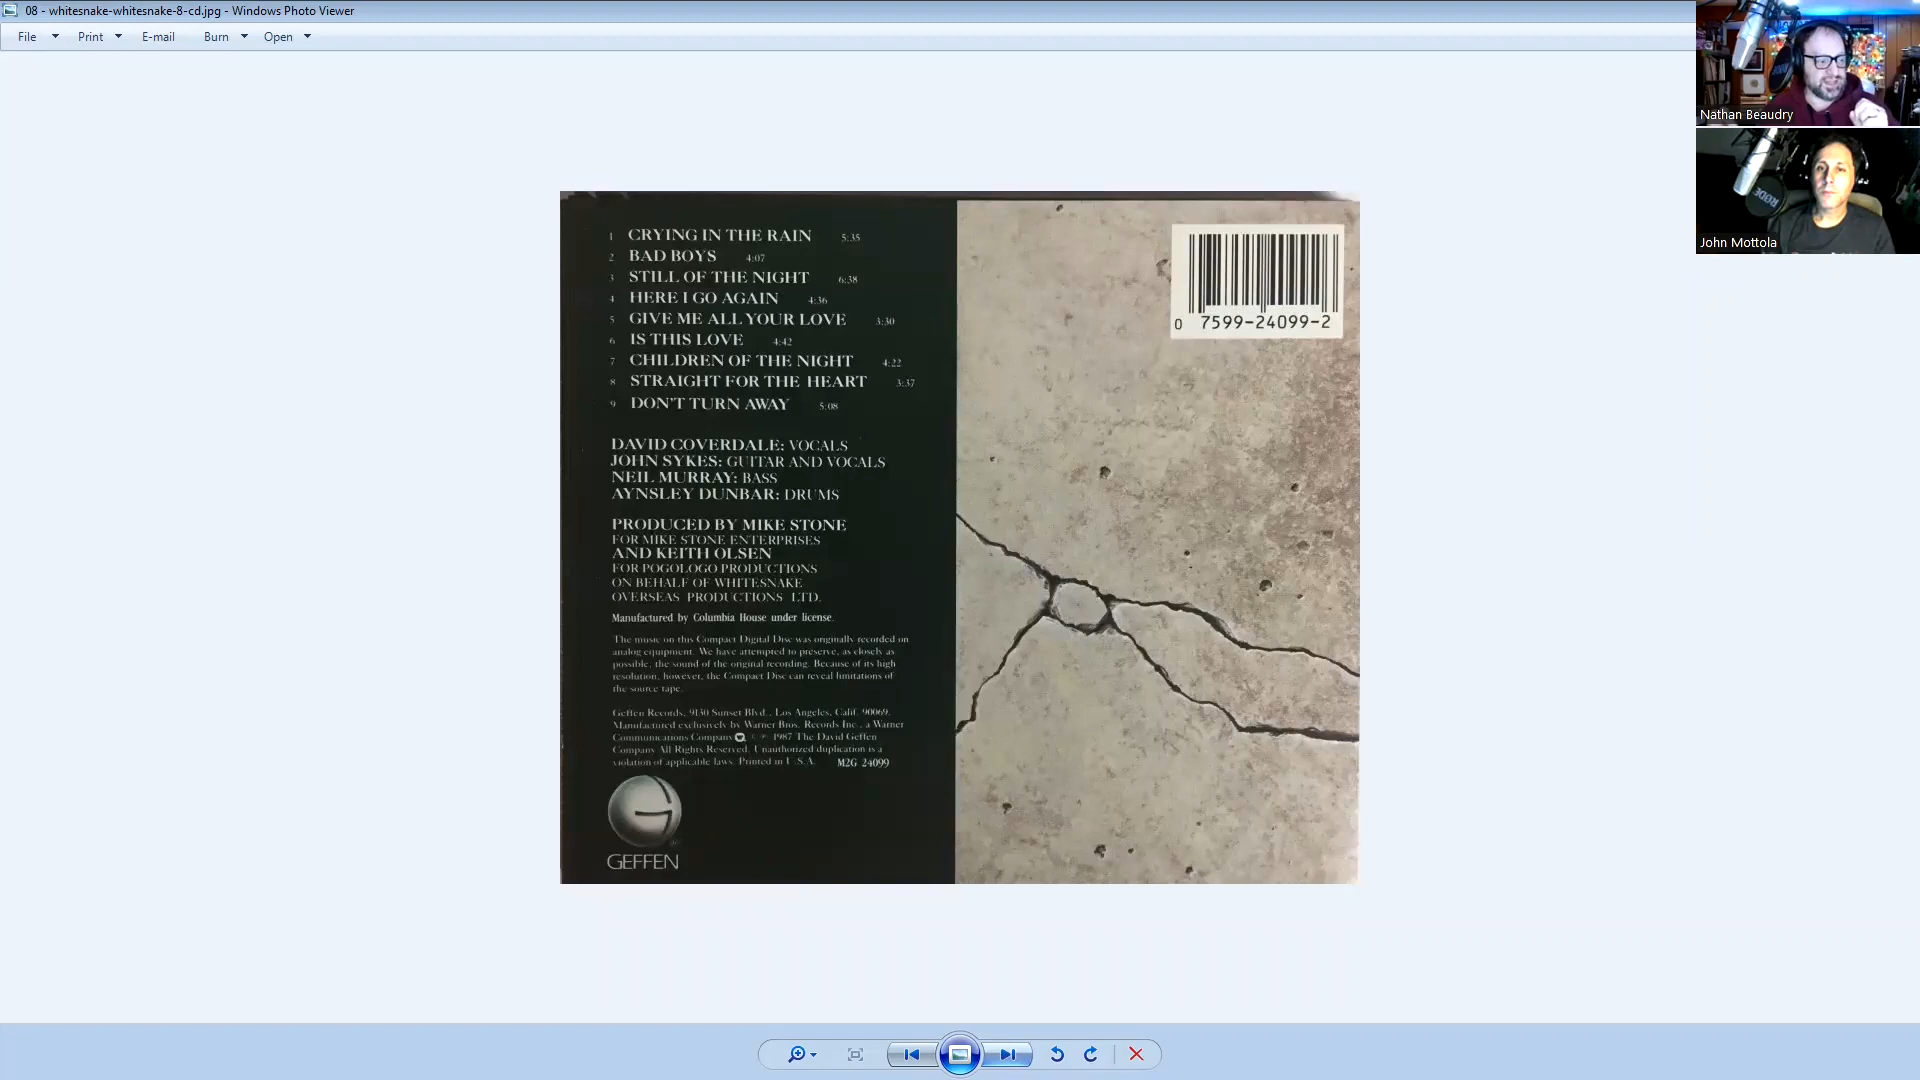 08 - whitesnake-whitesnake-8-cd.jpg - Windows Photo Viewer
File Print E-mail Burn Open
Nathan Beaudry
RØDE
John Mottola
1 CRYING IN THE RAIN 5:35
2 BAD BOYS 4:07
3 STILL OF THE NIGHT 6:38
4 HERE I GO AGAIN 4:36
5 GIVE ME ALL YOUR LOVE 3:30
6 IS THIS LOVE 4:42
7 CHILDREN OF THE NIGHT 4:22
8 STRAIGHT FOR THE HEART 3:37
9 DON'T TURN AWAY 5:08
DAVID COVERDALE: VOCALS
JOHN SYKES: GUITAR AND VOCALS
NEIL MURRAY: BASS
AYNSLEY DUNBAR: DRUMS
PRODUCED BY MIKE STONE
FOR MIKE STONE ENTERPRISES
AND KEITH OLSEN
FOR POGOLOGO PRODUCTIONS
ON BEHALF OF WHITESNAKE
OVERSEAS PRODUCTIONS LTD.
Manufactured by Columbia House under license.
The music on this Compact Digital Disc was originally recorded on
analog equipment. We have attempted to preserve, as closely as
possible, the sound of the original recording. Because of its high
resolution, however, the Compact Disc can reveal limitations of
the source tape.
Geffen Records, 9130 Sunset Blvd., Los Angeles, Calif. 90069.
Manufactured exclusively by Warner Bros. Records Inc., a Warner
Communications Company © ℗ 1987 The David Geffen
Company All Rights Reserved. Unauthorized duplication is a
violation of applicable laws. Printed in U.S.A. M2G 24099
GEFFEN
0 7599-24099-2